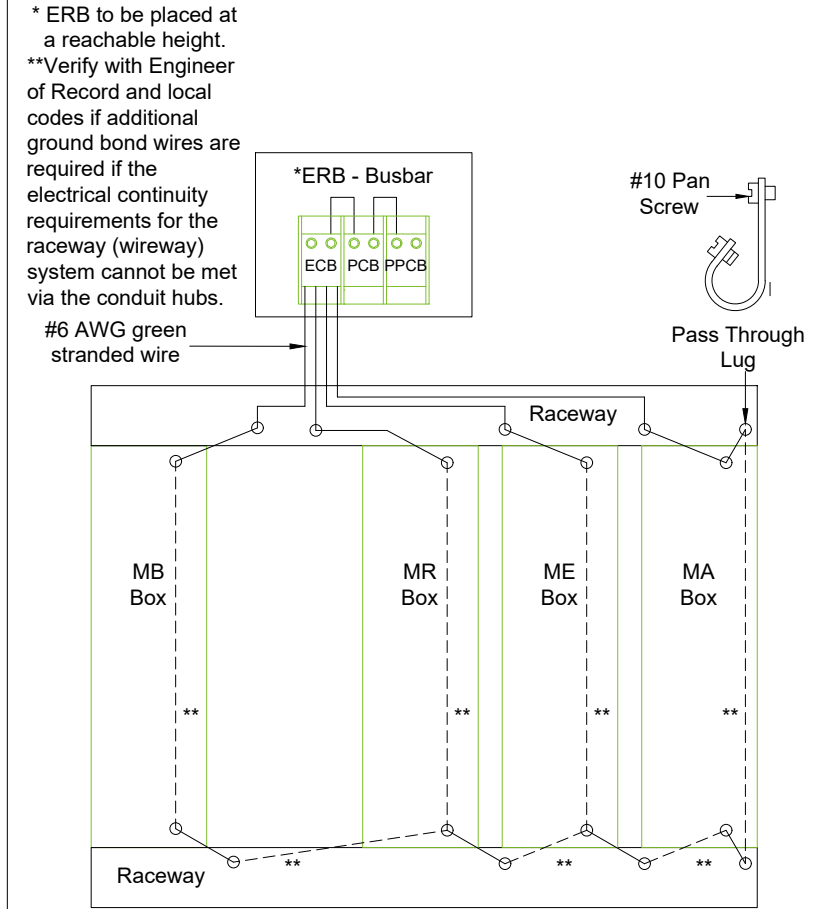 * ERB to be placed at
a reachable height.
**Verify with Engineer
of Record and local
codes if additional
ground bond wires are
required if the
electrical continuity
requirements for the
raceway (wireway)
system cannot be met
via the conduit hubs.
*ERB - Busbar
ECB PCB PPCB
#10 Pan
Screw
#6 AWG green
stranded wire
Pass Through
Lug
Raceway
MB
Box
MR
Box
ME
Box
MA
Box
** ** ** **
** ** **
Raceway